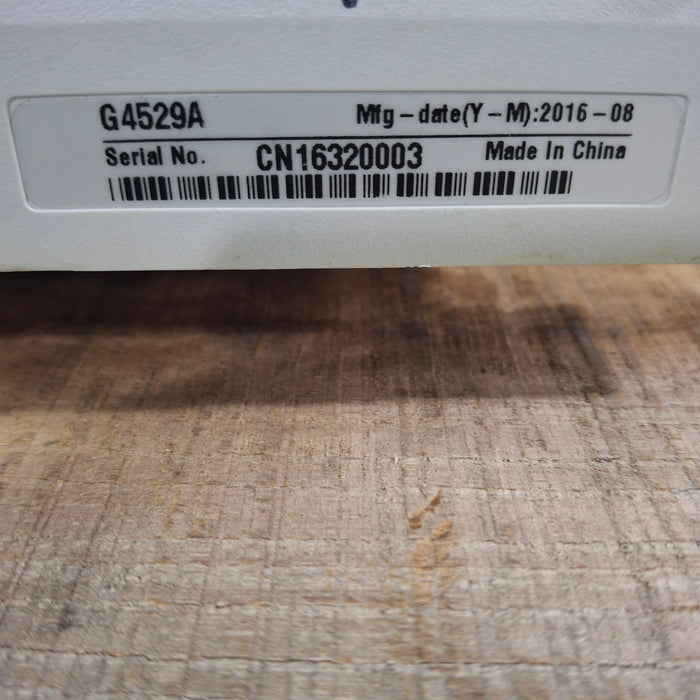 G4529A Mfg-date(Y-M):2016-08
Serial No. CN16320003 Made In China